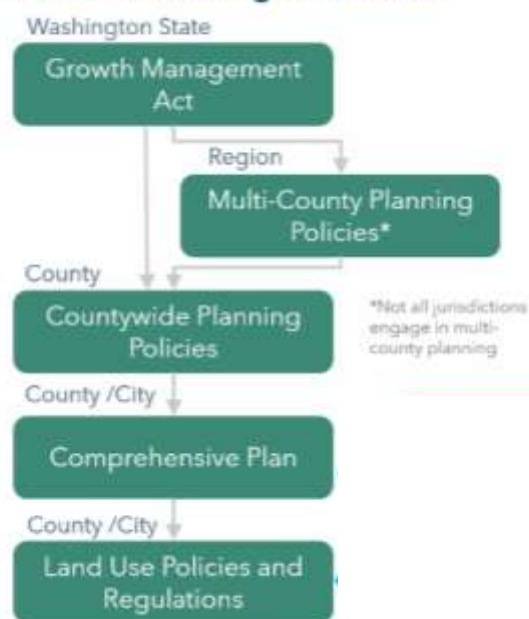 Washington State
Growth Management
Act
Region
Multi-County Planning
Policies*
County
Countywide Planning
Policies
*Not all jurisdictions
engage in multi-
county planning
County /City
Comprehensive Plan
County /City
Land Use Policies and
Regulations